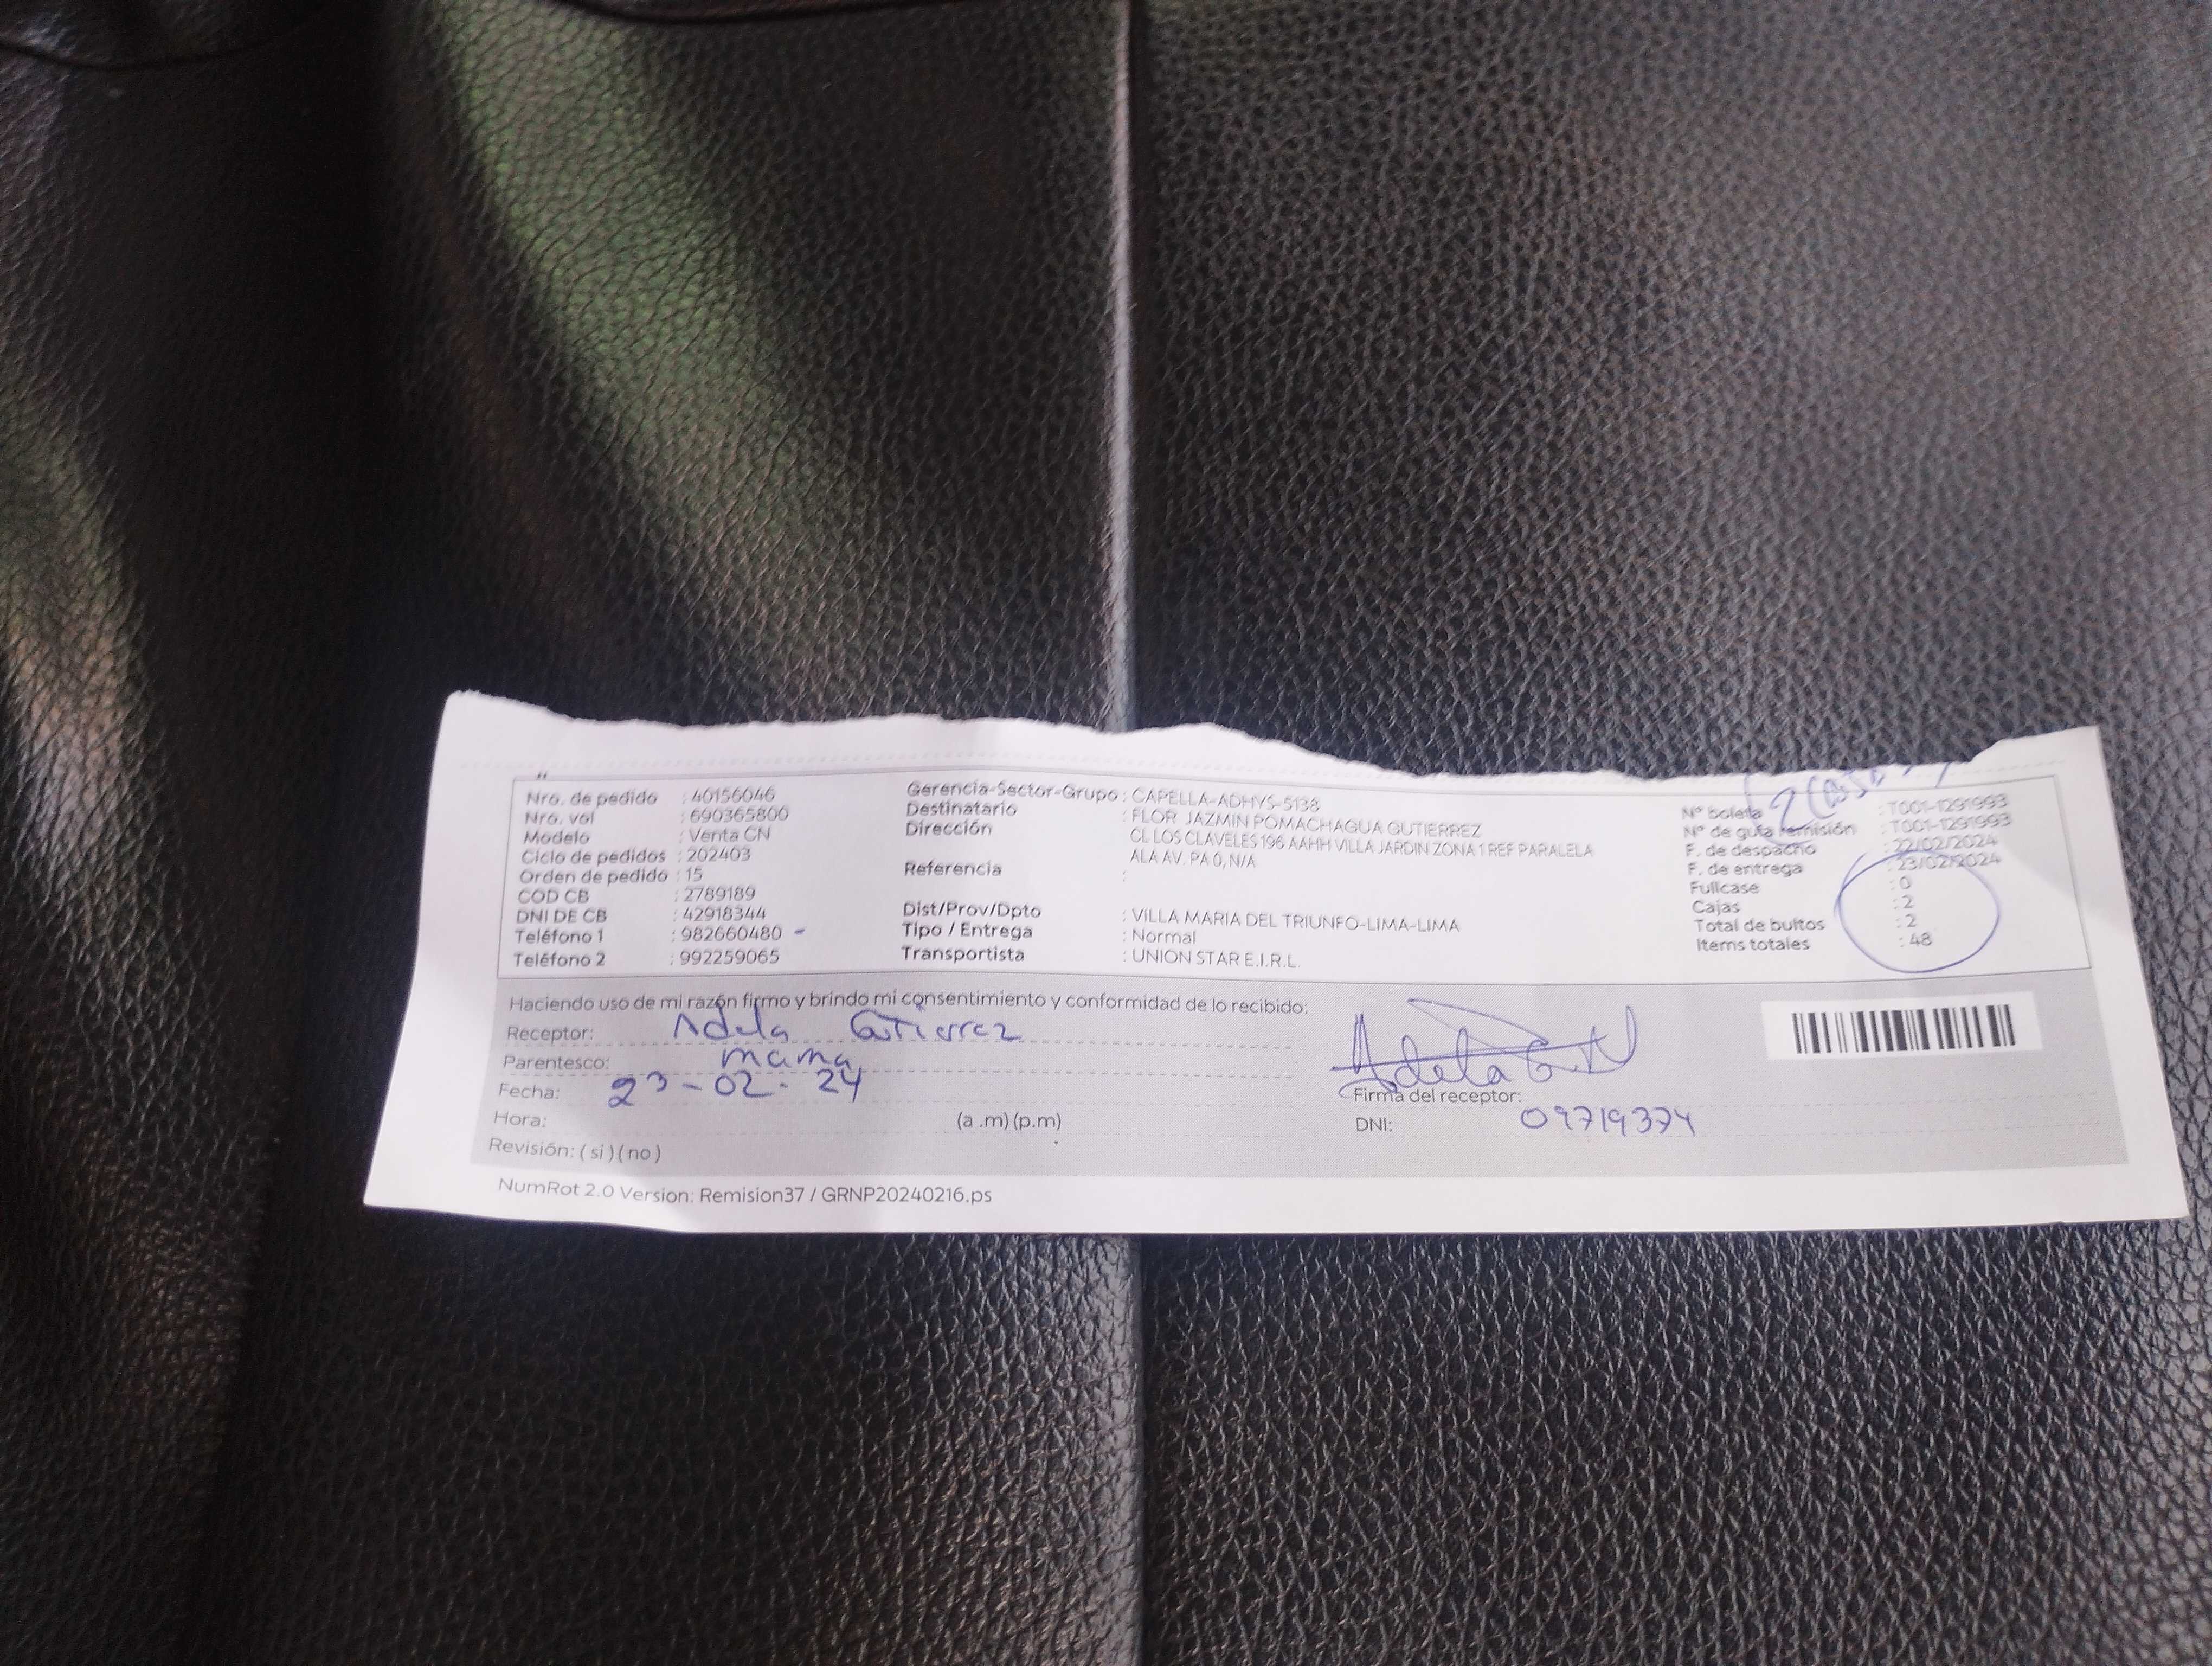 Nro. de pedido : 40156046
Nro. vol : 690365800
Modelo : Venta CN
Ciclo de pedidos : 202403
Orden de pedido : 15
COD CB : 2789189
DNI DE CB : 42918344
Teléfono 1 : 982660480 -
Teléfono 2 : 992259065
Gerencia-Sector-Grupo : CAPELLA-ADHVS-5138
Destinatario : FLOR JAZMIN POMACHAGUA GUTIERREZ
Dirección CL LOS CLAVELES 196 AAHH VILLA JARDIN ZONA 1 REF PARALELA
ALA AV. PA 0, N/A
Referencia :
Dist/Prov/Dpto : VILLA MARIA DEL TRIUNFO-LIMA-LIMA
Tipo / Entrega : Normal
Transportista : UNION STAR E.I.R.L.
2 Cajas
N° boleta : T001-1291993
N° de guía remisión : T001-1291993
F. de despacho : 22/02/2024
F. de entrega : 23/02/2024
Fullcase : 0
Cajas : 2
Total de bultos : 2
Items totales : 48
Haciendo uso de mi razón firmo y brindo mi consentimiento y conformidad de lo recibido:
Receptor: Adela Gutierrez
Parentesco: mama
Fecha: 23-02-24
Hora: (a .m) (p.m)
Revisión: ( si ) ( no )
Adela G.
Firma del receptor:
DNI: 09719374
NumRot 2.0 Version: Remision37 / GRNP20240216.ps